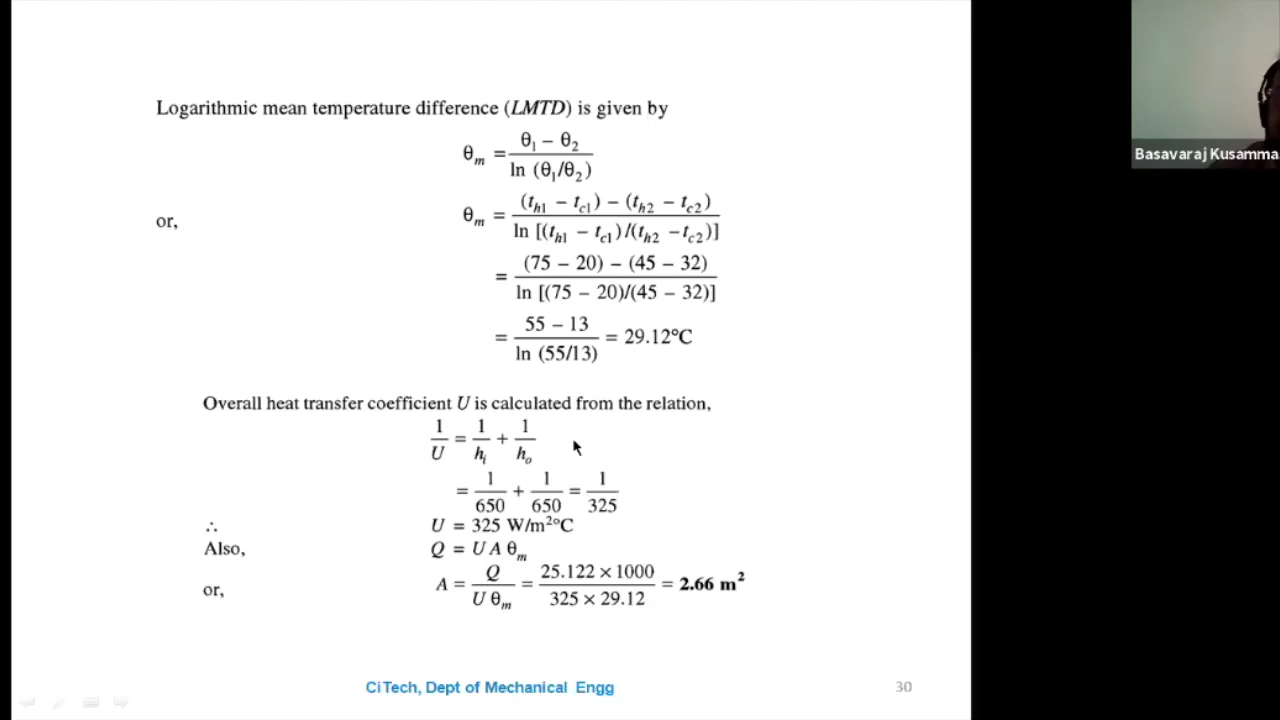 Logarithmic mean temperature difference (LMTD) is given by
θm = (θ1 − θ2) / ln (θ1/θ2)
or, θm = [(th1 − tc1) − (th2 − tc2)] / ln [(th1 − tc1)/(th2 − tc2)]
= [(75 − 20) − (45 − 32)] / ln [(75 − 20)/(45 − 32)]
= (55 − 13) / ln (55/13) = 29.12°C
Overall heat transfer coefficient U is calculated from the relation,
1/U = 1/hi + 1/ho
= 1/650 + 1/650 = 1/325
∴ U = 325 W/m²°C
Also, Q = U A θm
or, A = Q / U θm = 25.122 × 1000 / 325 × 29.12 = 2.66 m²
CiTech, Dept of Mechanical Engg
30
Basavaraj Kusamma